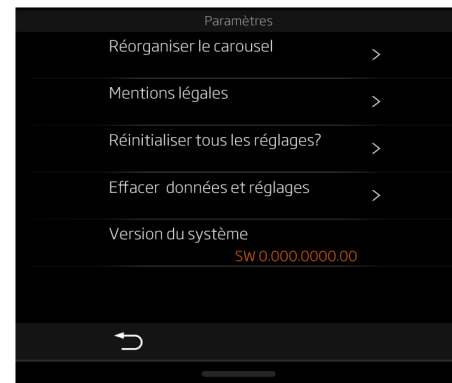 Paramètres
Réorganiser le carousel
Mentions légales
Réinitialiser tous les réglages?
Effacer données et réglages
Version du système
SW 0.000.0000.00